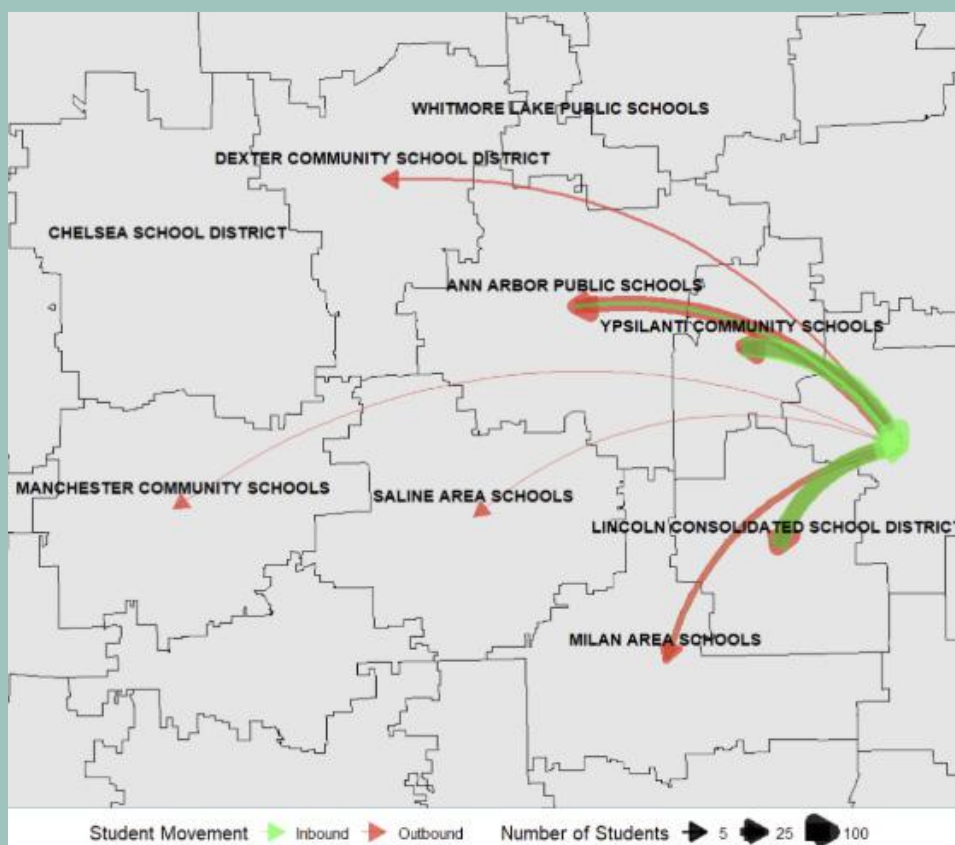 WHITMORE LAKE PUBLIC SCHOOLS
DEXTER COMMUNITY SCHOOL DISTRICT
CHELSEA SCHOOL DISTRICT
ANN ARBOR PUBLIC SCHOOLS
YPSILANTI COMMUNITY SCHOOLS
MANCHESTER COMMUNITY SCHOOLS
SALINE AREA SCHOOLS
LINCOLN CONSOLIDATED SCHOOL DISTRICT
MILAN AREA SCHOOLS
Student Movement Inbound Outbound Number of Students 5 25 100